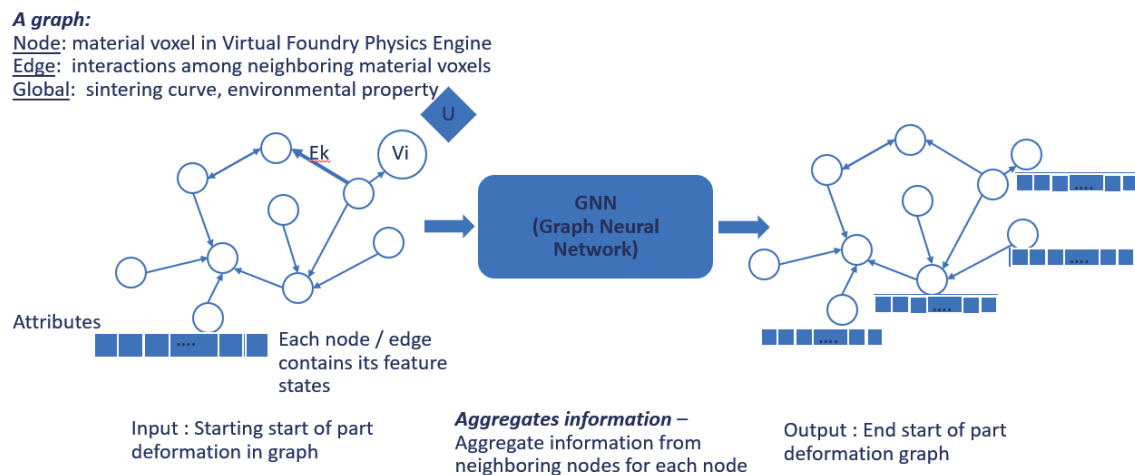 A graph:
Node: material voxel in Virtual Foundry Physics Engine
Edge: interactions among neighboring material voxels
Global: sintering curve, environmental property
U
Ek
Vi
GNN
(Graph Neural
Network)
....
....
....
....
Attributes
....
Each node / edge
contains its feature
states
Input : Starting start of part
deformation in graph
Aggregates information –
Aggregate information from
neighboring nodes for each node
Output : End start of part
deformation graph